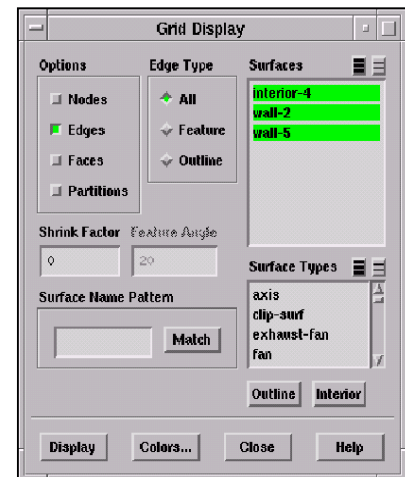 Grid Display
Options
Nodes
Edges
Faces
Partitions
Edge Type
All
Feature
Outline
Surfaces
interior-4
wall-2
wall-5
Shrink Factor
0
Feature Angle
20
Surface Name Pattern
Match
Surface Types
axis
clip-surf
exhaust-fan
fan
Outline Interior
Display Colors... Close Help